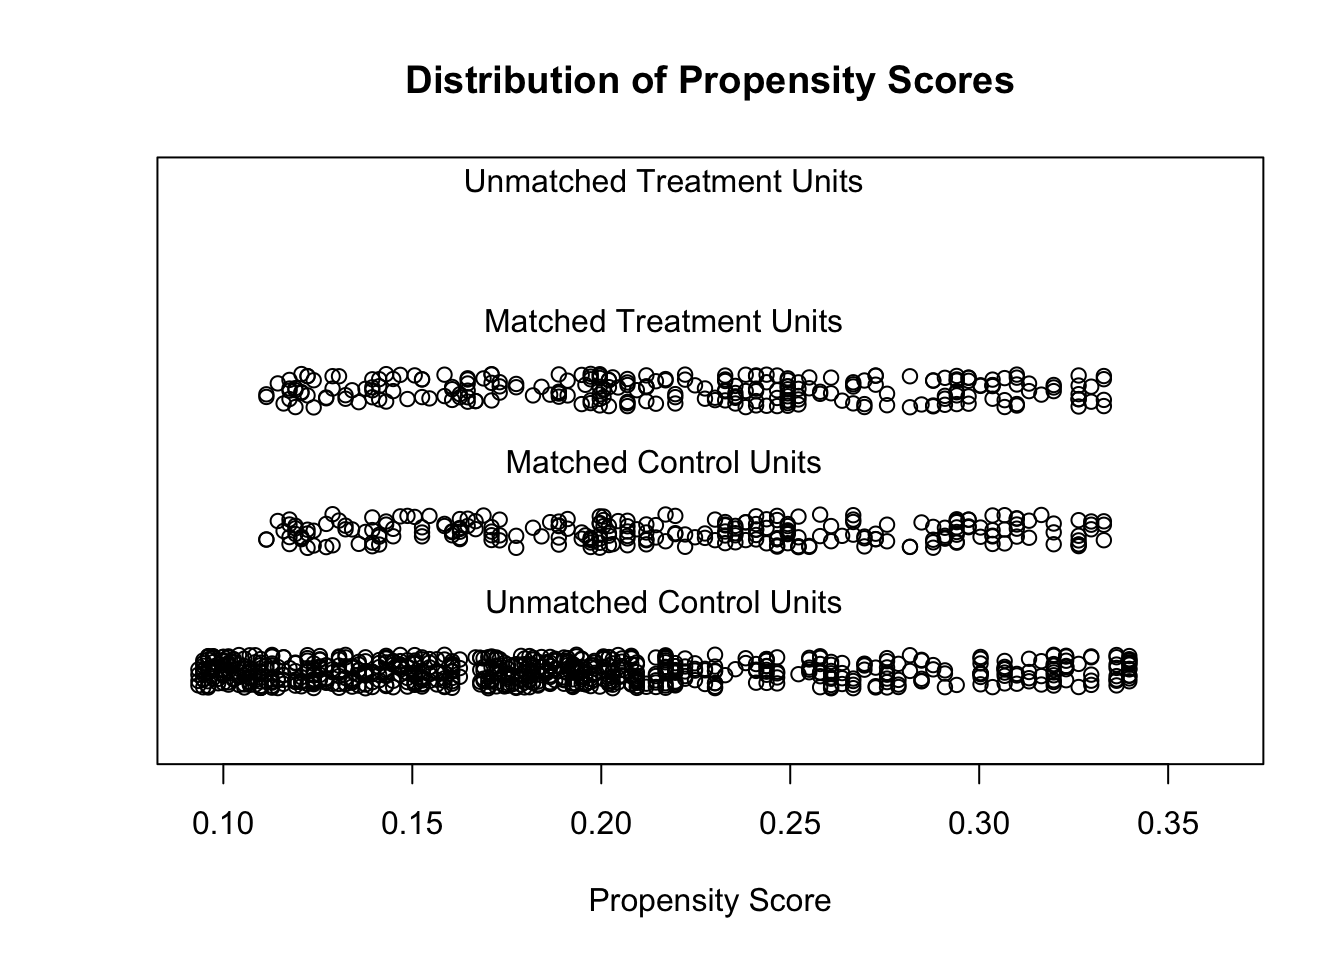 Distribution of Propensity Scores
Unmatched Treatment Units
Matched Treatment Units
Matched Control Units
Unmatched Control Units
0.10 0.15 0.20 0.25 0.30 0.35
Propensity Score